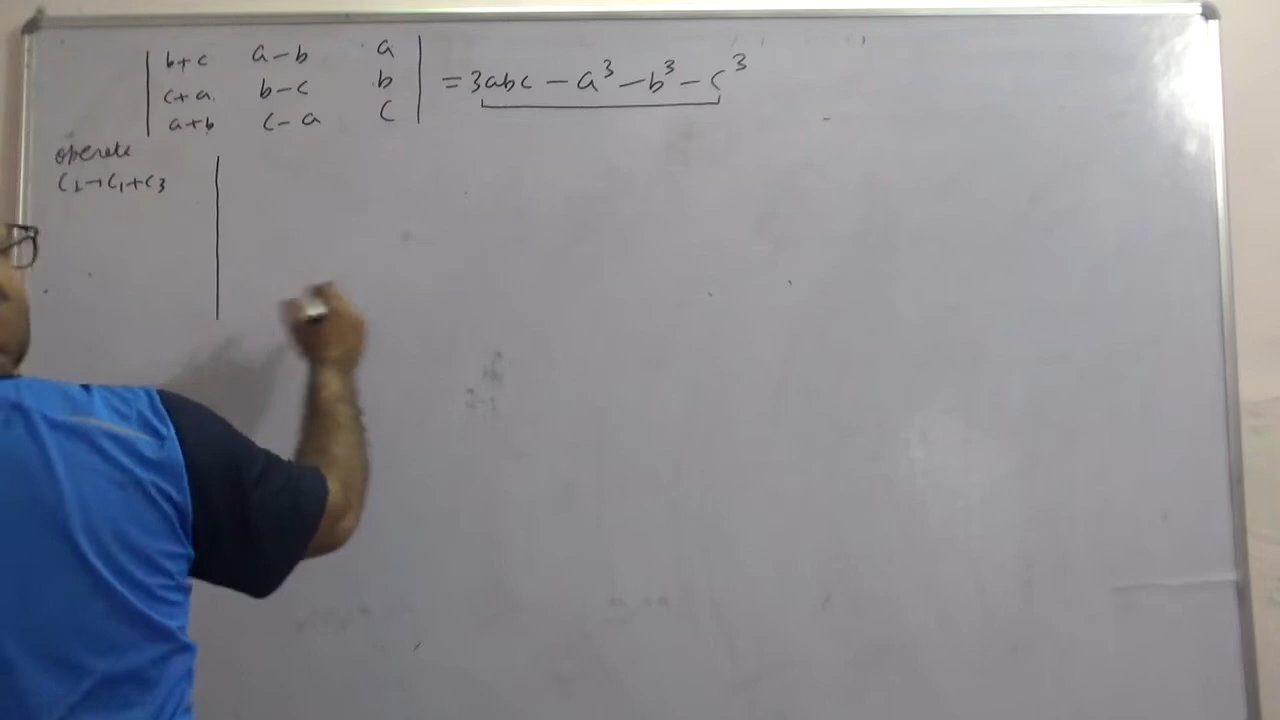 | b+c a-b a |
| c+a b-c b | = 3abc - a³ - b³ - c³
| a+b c-a c |
operate
C₁→C₁+C₃